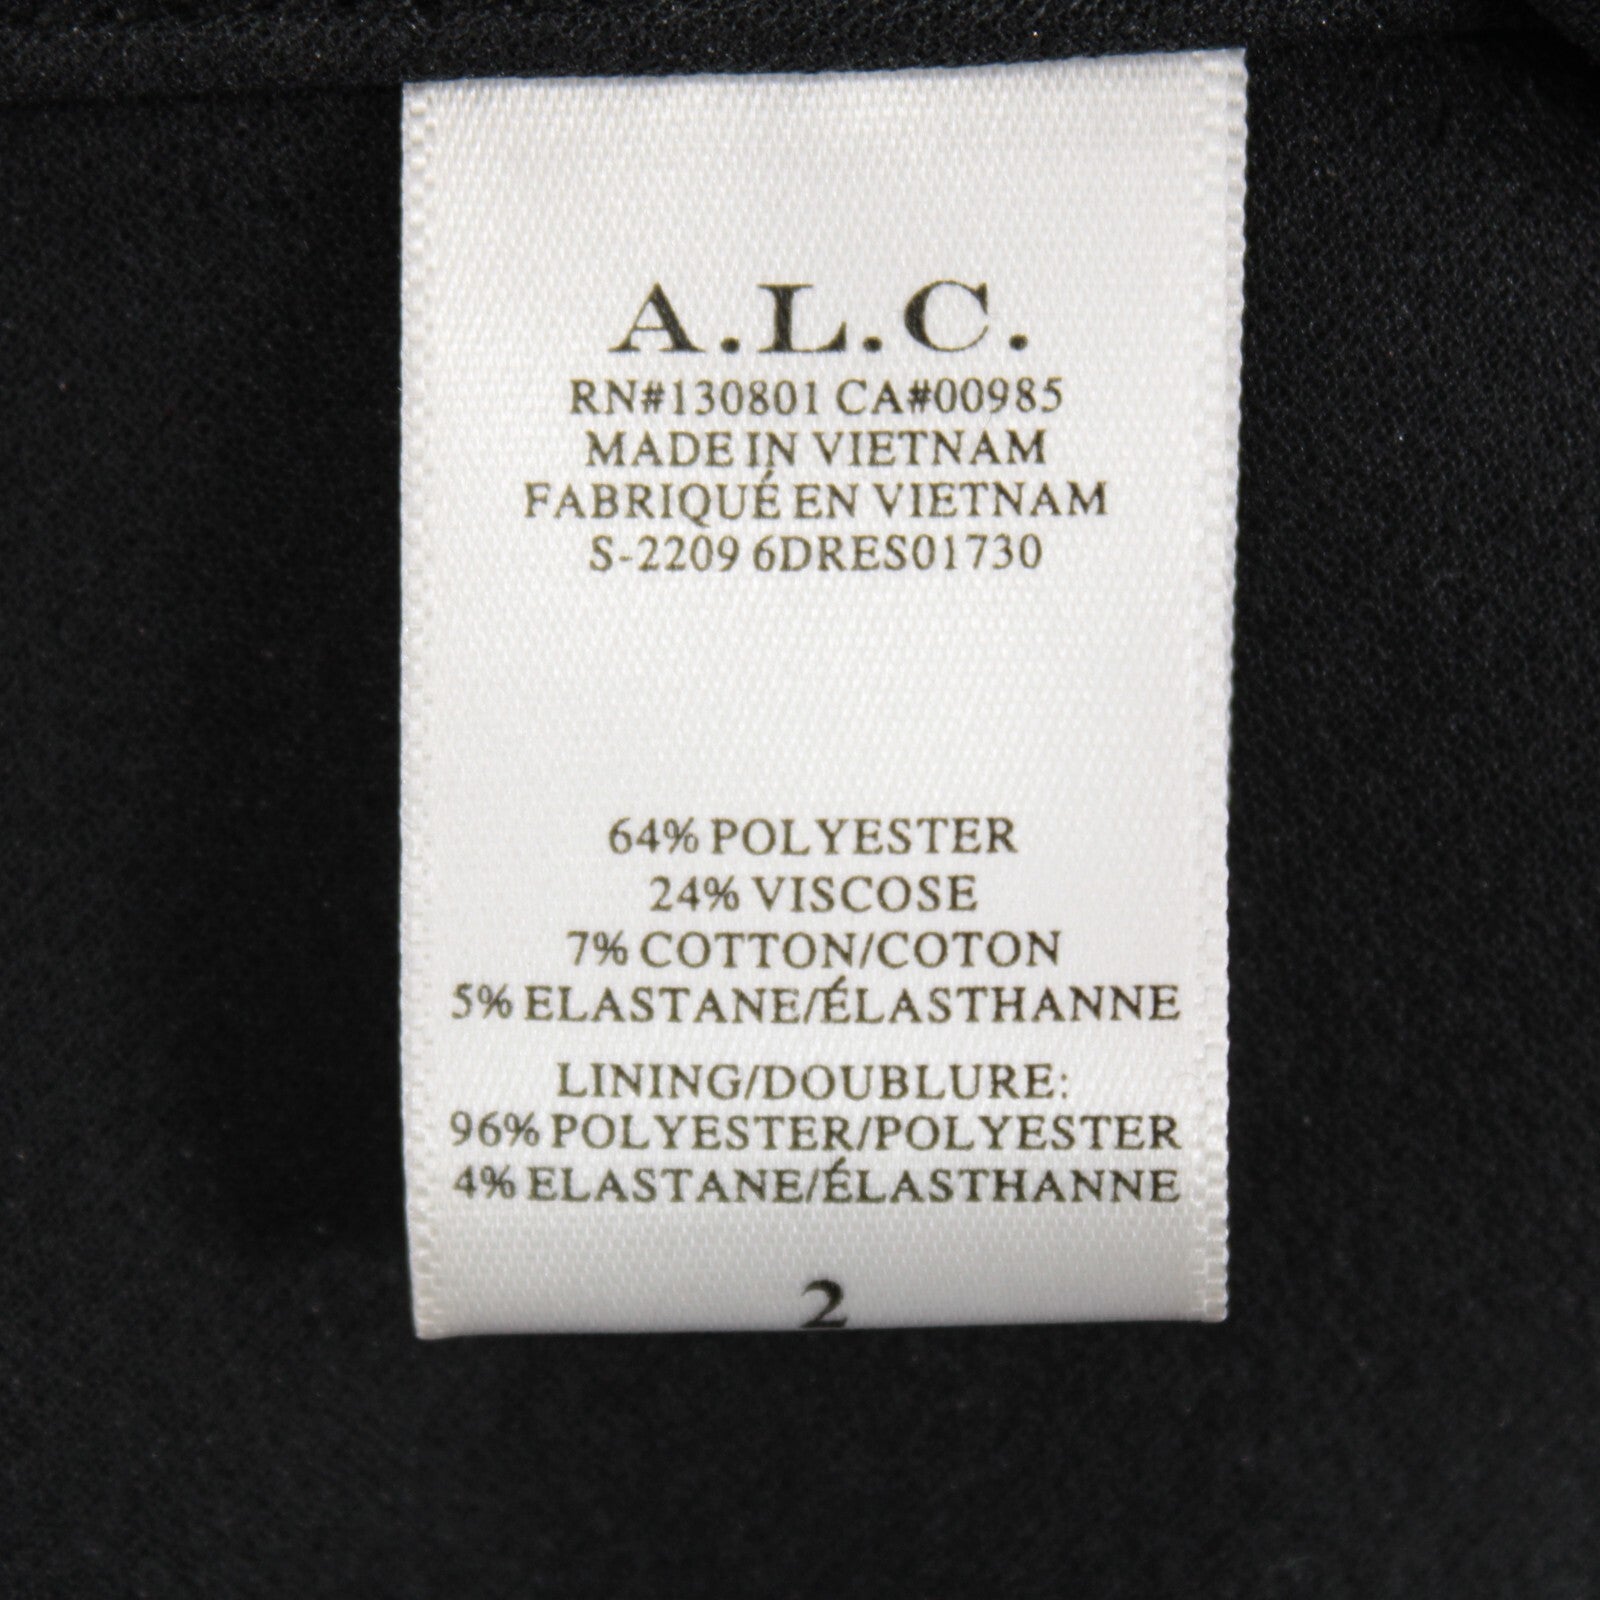 A.L.C.
RN#130801 CA#00985
MADE IN VIETNAM
FABRIQUÉ EN VIETNAM
S-2209 6DRES01730
64% POLYESTER
24% VISCOSE
7% COTTON/COTON
5% ELASTANE/ÉLASTHANNE
LINING/DOUBLURE:
96% POLYESTER/POLYESTER
4% ELASTANE/ÉLASTHANNE
2